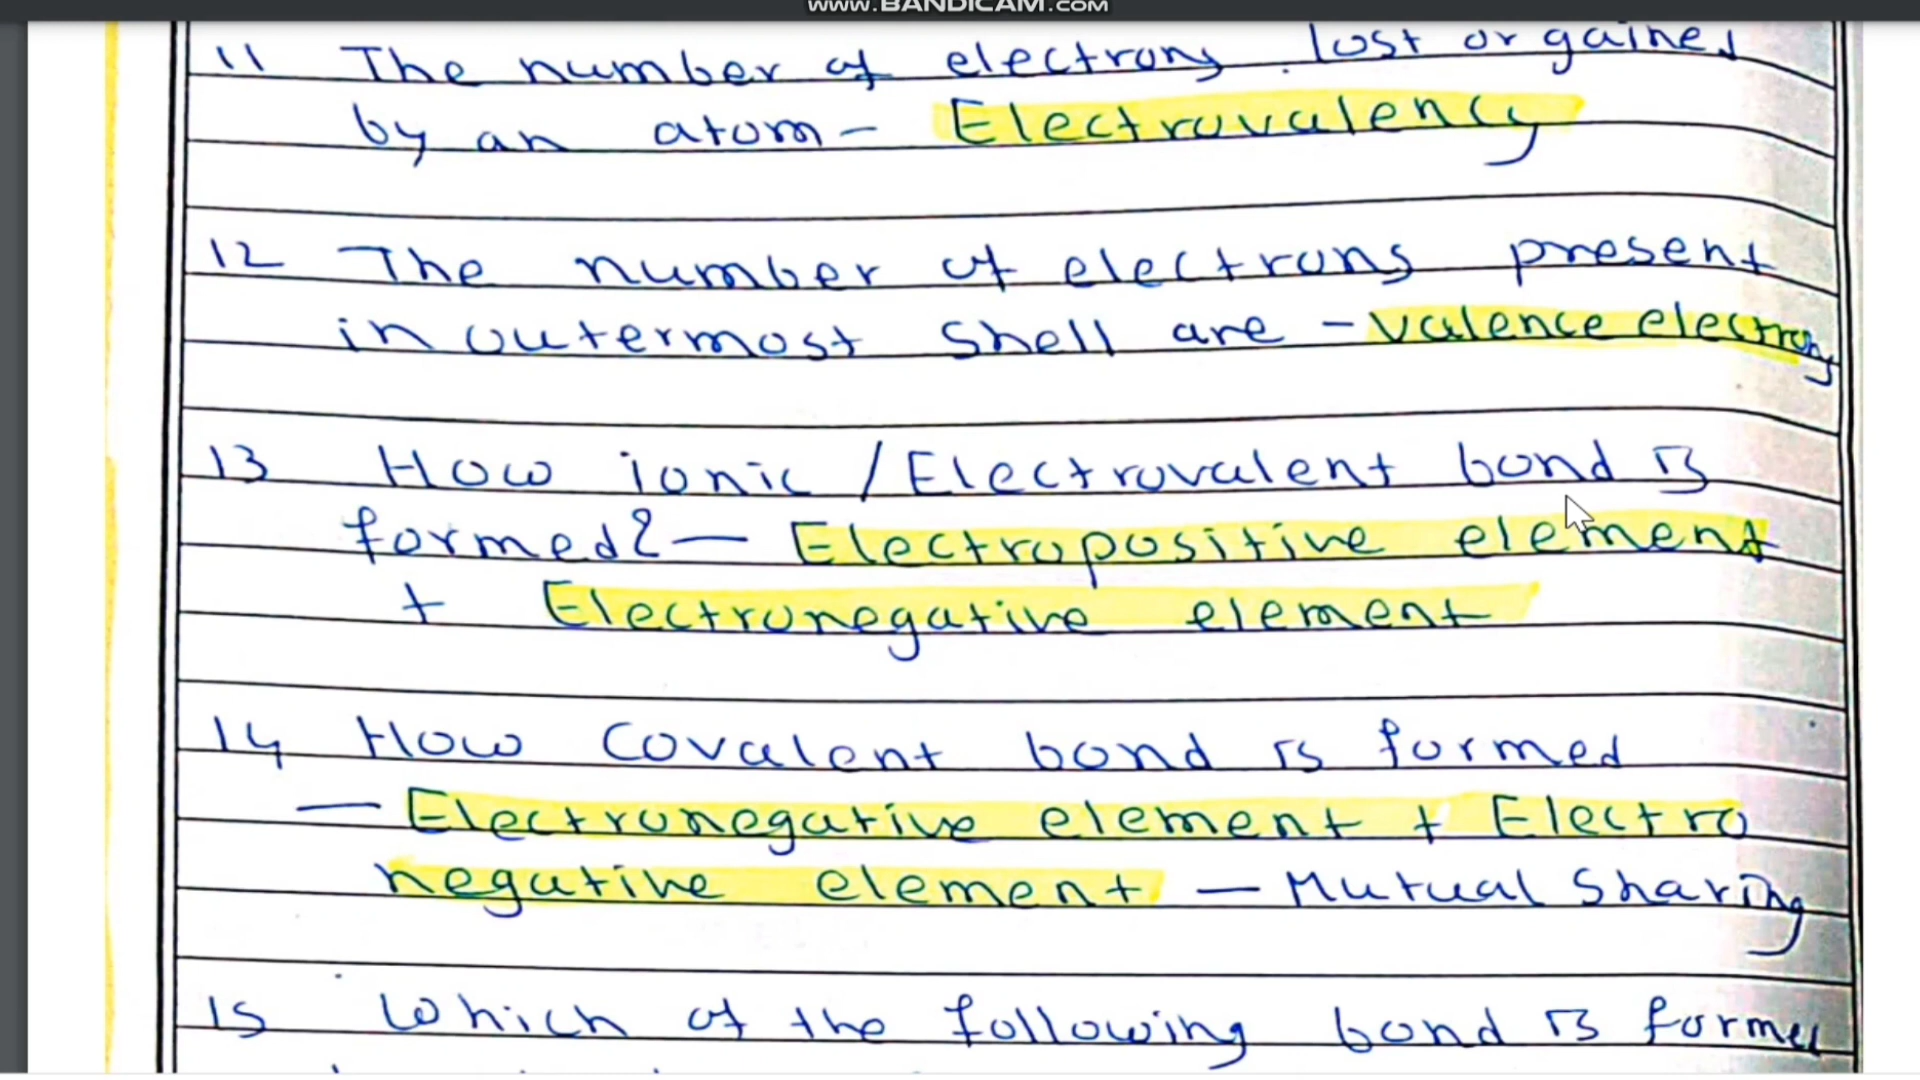 WWW.BANDICAM.COM
11 The number of electrons lost or gained
by an atom - Electrovalency
12 The number of electrons present
in outermost shell are - valence electrons
13 How ionic / Electrovalent bond is
formed? - Electropositive element
+ Electronegative element
14 How Covalent bond is formed
- Electronegative element + Electro
negative element - Mutual Sharing
15 Which of the following bond is formed